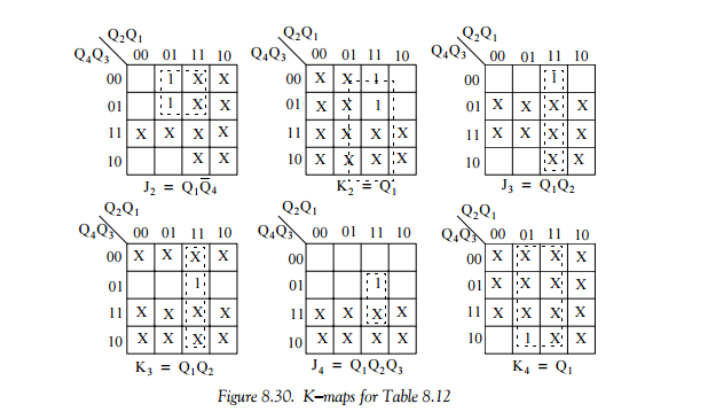 Q₂Q₁
Q₄Q₃ 00 01 11 10
00 1 X X
01 1 X X
11 X X X X
10 X X
J₂ = Q₁Q̅₄
Q₂Q₁
Q₄Q₃ 00 01 11 10
00 X X 1
01 X X 1
11 X X X X
10 X X X X
K₂ = Q₁
Q₂Q₁
Q₄Q₃ 00 01 11 10
00 1
01 X X X X
11 X X X X
10 X X
J₃ = Q₁Q₂
Q₂Q₁
Q₄Q₃ 00 01 11 10
00 X X X X
01 1
11 X X X X
10 X X X X
K₃ = Q₁Q₂
Q₂Q₁
Q₄Q₃ 00 01 11 10
00
01 1
11 X X X X
10 X X X X
J₄ = Q₁Q₂Q₃
Q₂Q₁
Q₄Q₃ 00 01 11 10
00 X X X X
01 X X X X
11 X X X X
10 1 X X
K₄ = Q₁
Figure 8.30. K–maps for Table 8.12